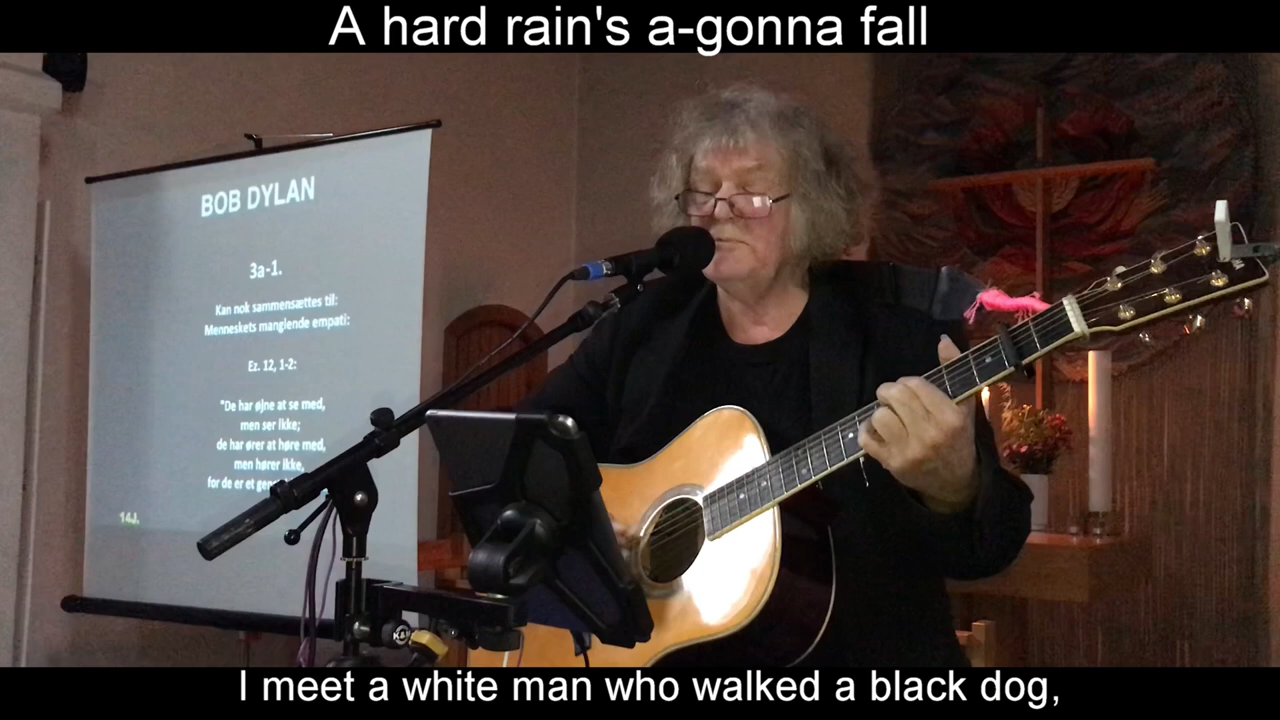 A hard rain's a-gonna fall
BOB DYLAN
3a-1.
Kan nok sammensættes til:
Menneskets manglende empati:
Ez. 12, 1-2:
"De har øjne at se med,
men ser ikke;
de har ører at høre med,
men hører ikke,
for de er et
14J.
K&M
I meet a white man who walked a black dog,